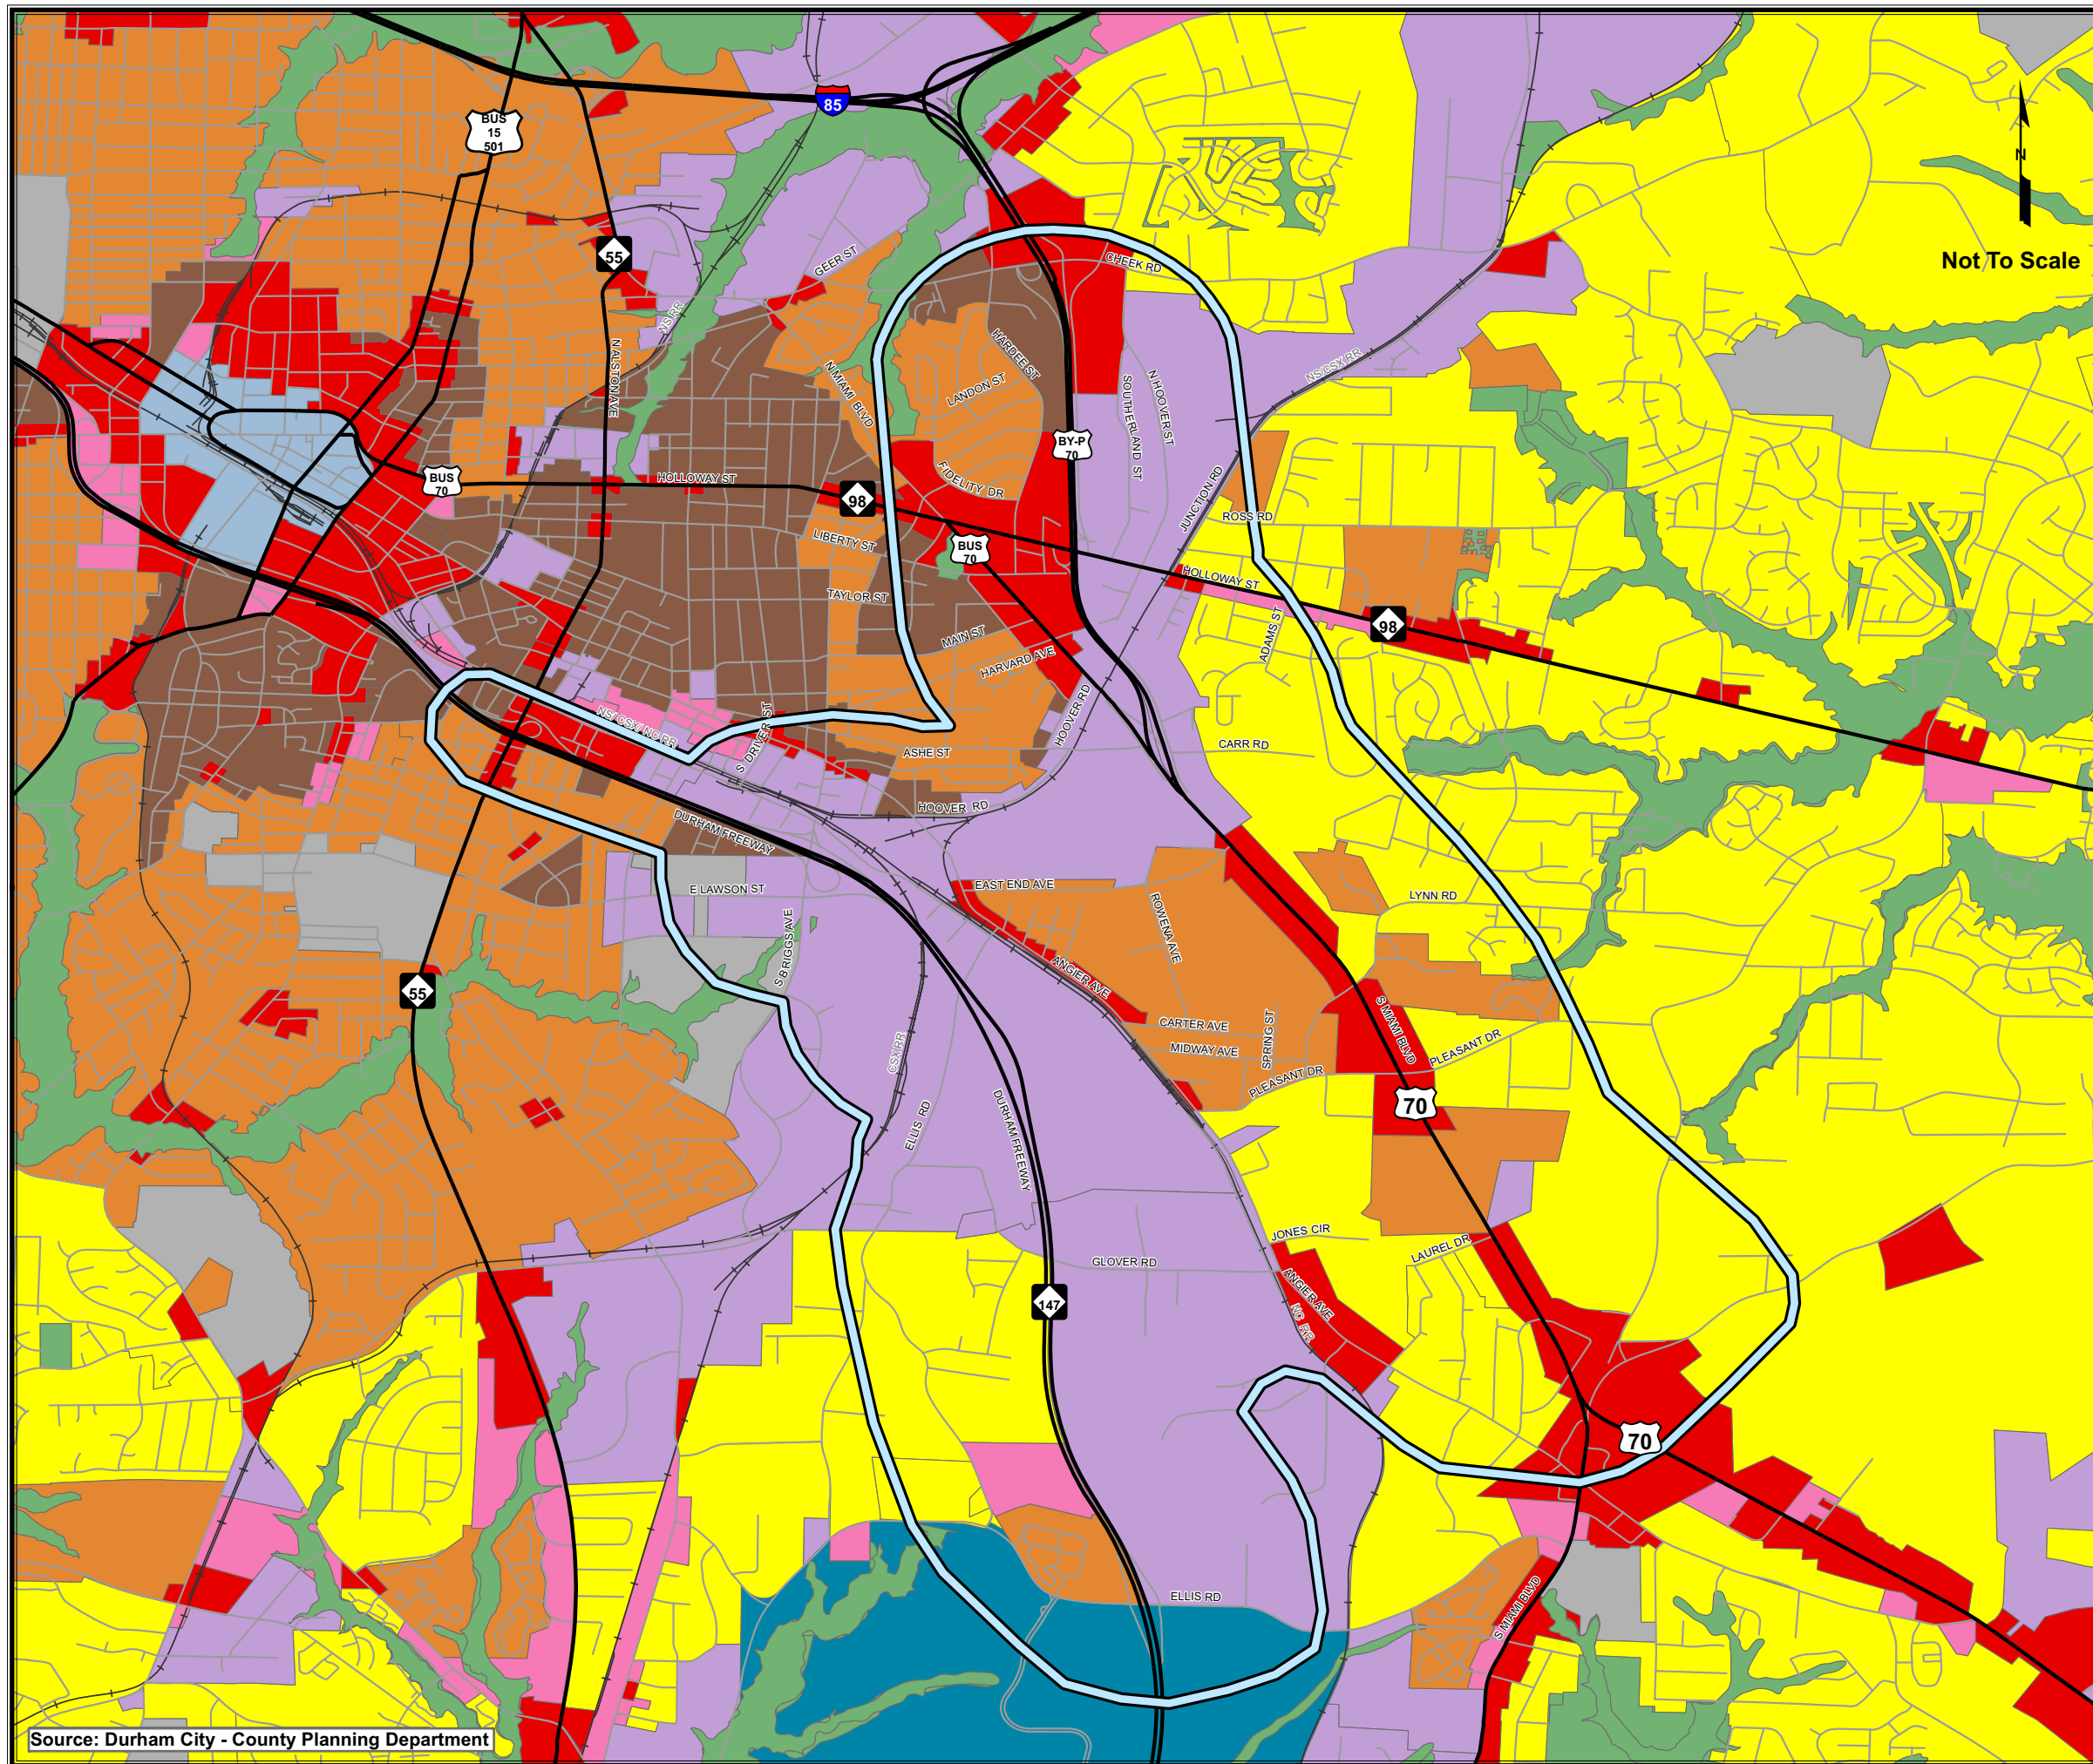 85
BUS
15
501
N
Not To Scale
55
GEER ST
CHEEK RD
NS RR
N ALSTON AVE
N MIAMI BLVD
HARDEE ST
LANDON ST
NS/CSX RR
SOUTHERLAND ST
N HOOVER ST
BY-P
70
BUS
70
HOLLOWAY ST
98
FIDELITY DR
JUNCTION RD
ROSS RD
LIBERTY ST
BUS
70
HOLLOWAY ST
TAYLOR ST
98
ADAMS ST
MAIN ST
HARVARD AVE
NS/CSX/NC RR
S DRIVER ST
HOOVER RD
ASHE ST
CARR RD
HOOVER RD
DURHAM FREEWAY
E LAWSON ST
EAST END AVE
LYNN RD
ROWENA AVE
S BRIGGS AVE
ANGIER AVE
55
S MIAMI BLVD
CARTER AVE
MIDWAY AVE
SPRING ST
PLEASANT DR
PLEASANT DR
CSX RR
ELLIS RD
DURHAM FREEWAY
70
JONES CIR
LAUREL DR
GLOVER RD
ANGIER AVE
NC RR
147
70
ELLIS RD
S MIAMI BLVD
Source: Durham City - County Planning Department